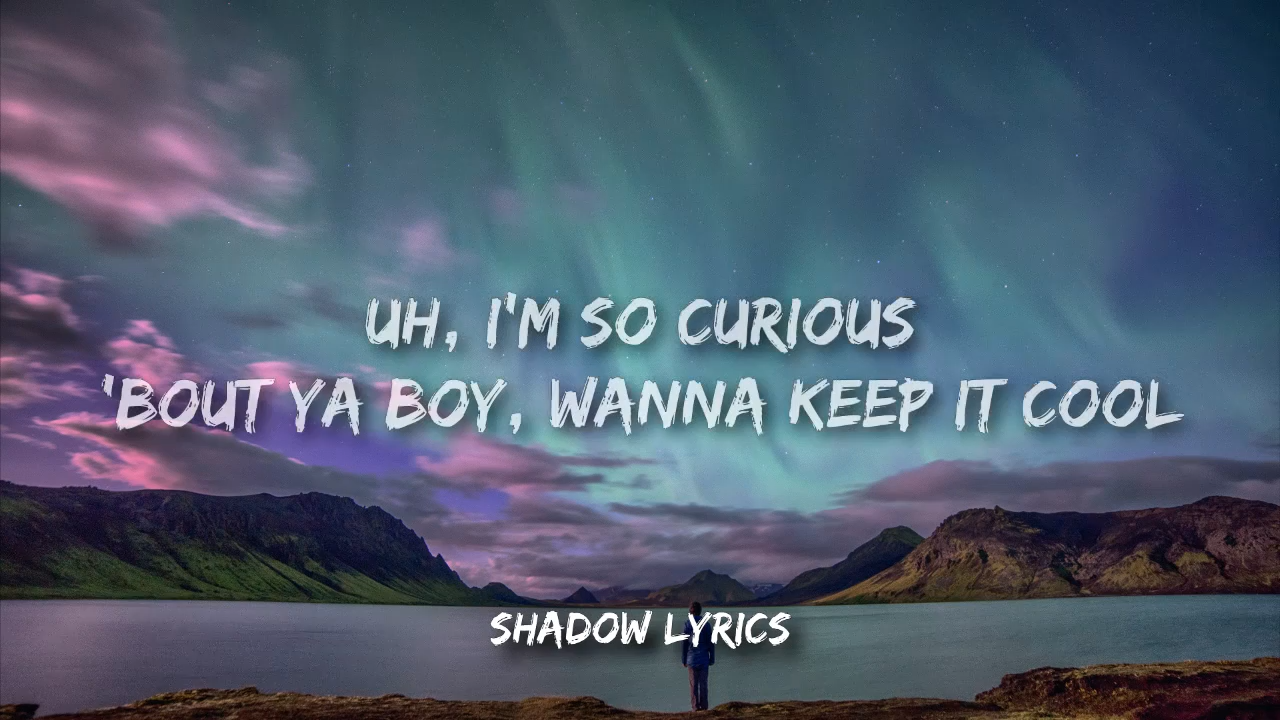 UH, I'M SO CURIOUS
'BOUT YA BOY, WANNA KEEP IT COOL
SHADOW LYRICS